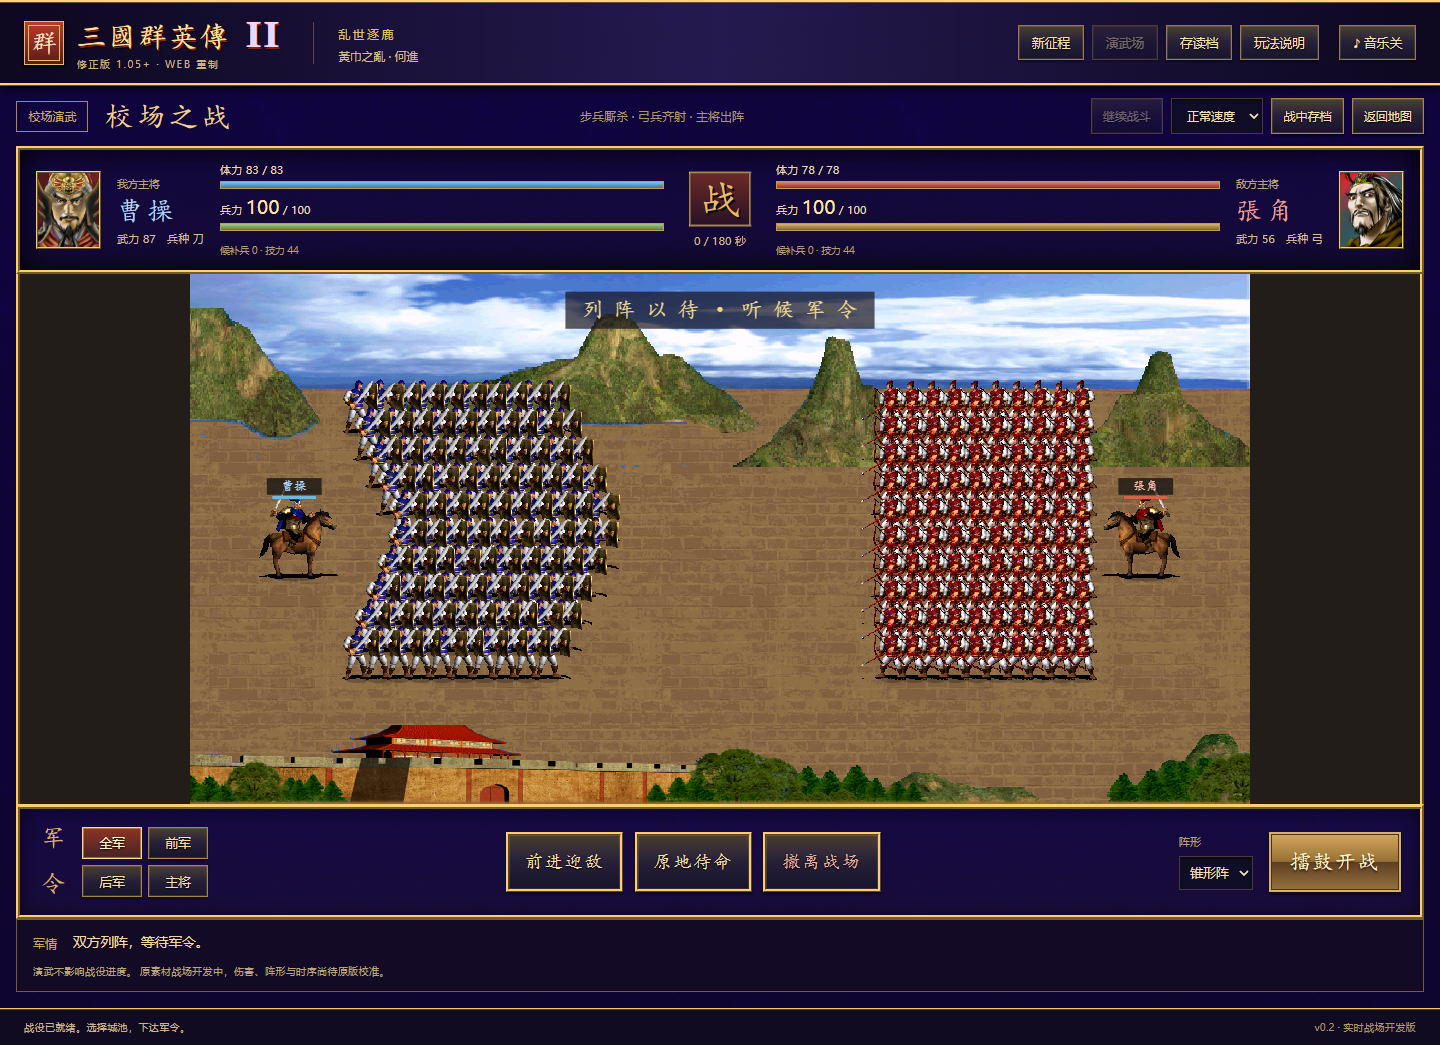 群
三國群英傳 II
修正版 1.05+ · WEB 重制
乱世逐鹿
黃巾之亂 · 何進
新征程
演武场
存读档
玩法说明
♪ 音乐关
校场演武
校场之战
步兵厮杀 · 弓兵齐射 · 主将出阵
继续战斗
正常速度
战中存档
返回地图
我方主将
曹操
武力 87 兵种 刀
体力 83 / 83
兵力 100 / 100
候补兵 0 · 技力 44
战
0 / 180 秒
体力 78 / 78
兵力 100 / 100
候补兵 0 · 技力 44
敌方主将
張角
武力 56 兵种 弓
列阵以待 · 听候军令
曹操
張角
军令
全军
前军
后军
主将
前进迎敌
原地待命
撤离战场
阵形
锥形阵
擂鼓开战
军情 双方列阵，等待军令。
演武不影响战役进度。 原素材战场开发中，伤害、阵形与时序尚待原版校准。
战役已就绪。选择城池，下达军令。
v0.2 · 实时战场开发版